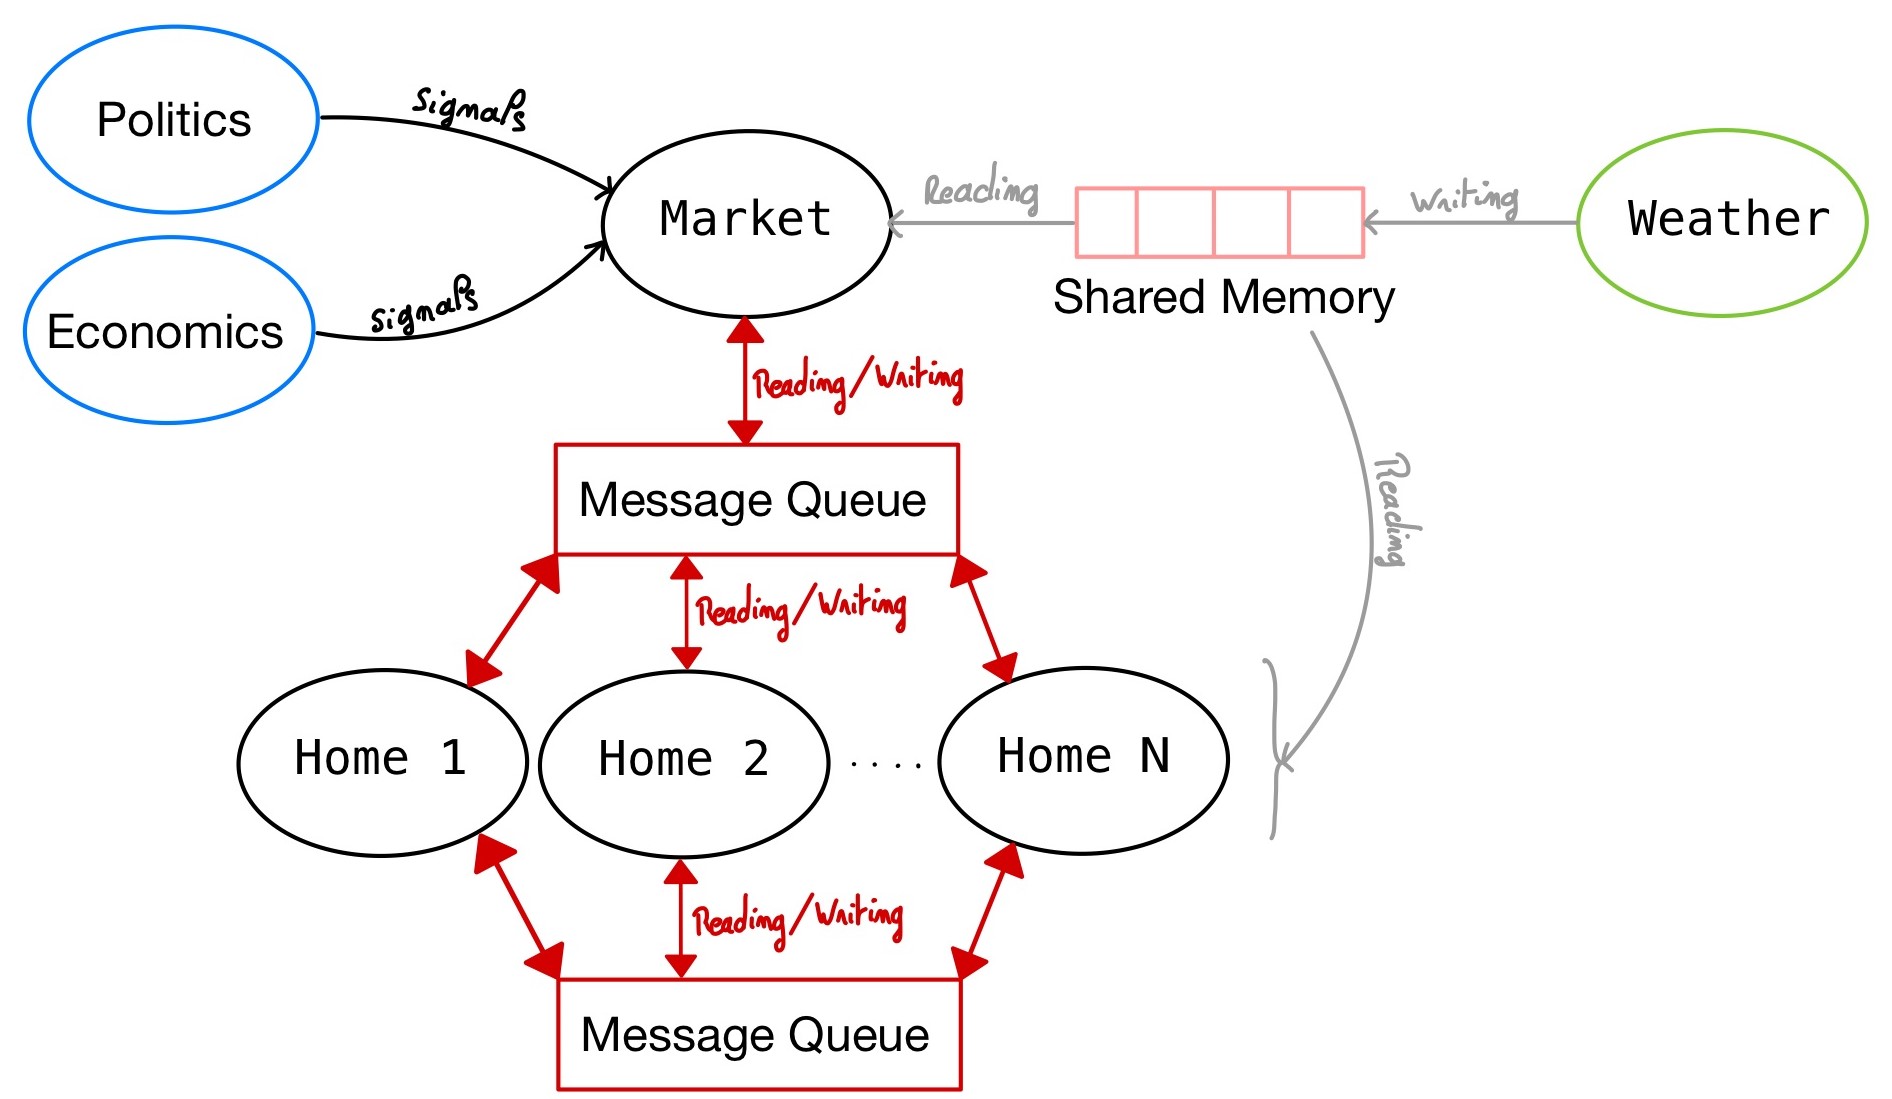 Politics
Signals
Market
Reading
Writing
Weather
Shared Memory
Economics
Signals
Reading/Writing
Reading
Message Queue
Reading/Writing
Home 1
Home 2
. . . .
Home N
Reading/Writing
Message Queue